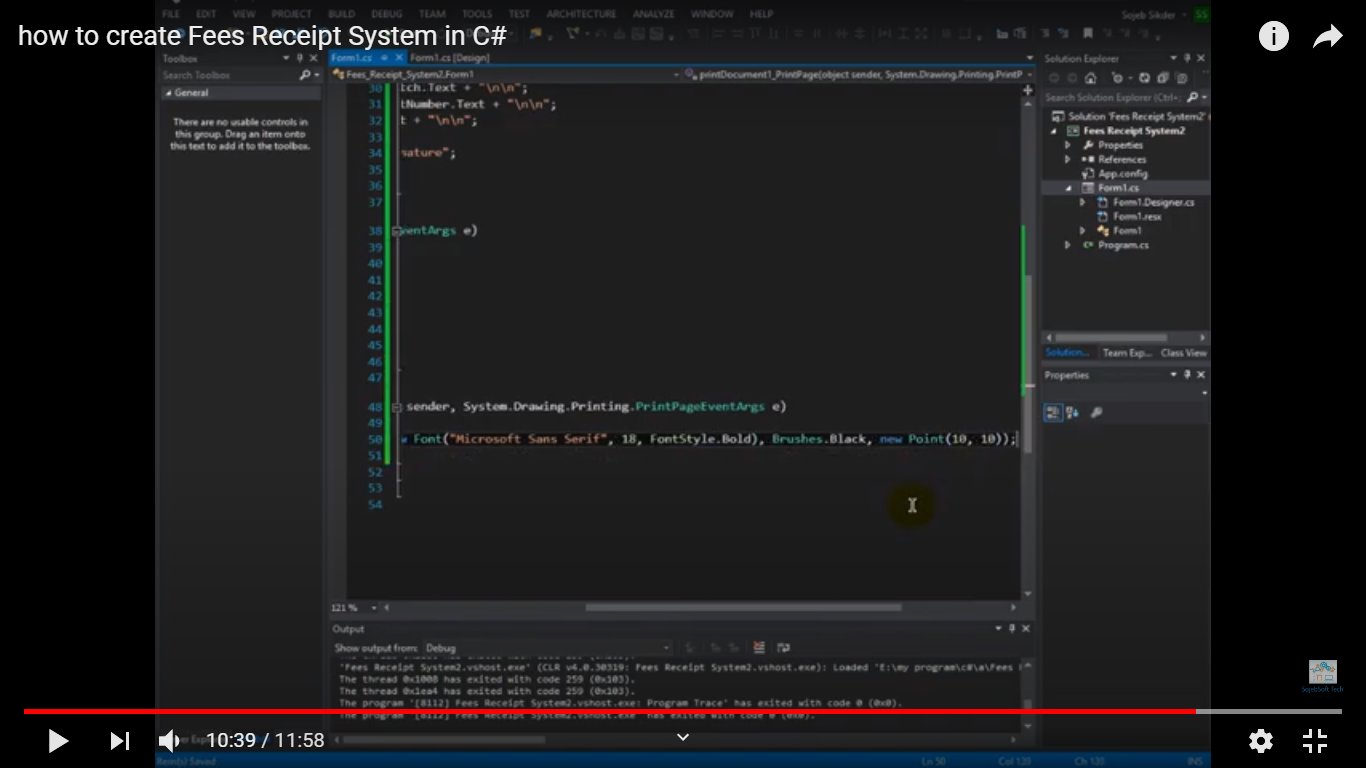 FILE EDIT VIEW PROJECT BUILD DEBUG TEAM TOOLS TEST ARCHITECTURE ANALYZE WINDOW HELP
Sojeb Sikder SS
how to create Fees Receipt System in C#
Toolbox
Search Toolbox
General
There are no usable controls in
this group. Drag an item onto
this text to add it to the toolbox.
Form1.cs
Form1.cs [Design]
Fees_Receipt_System2.Form1
printDocument1_PrintPage(object sender, System.Drawing.Printing.PrintP
30 tch.Text + "\n\n";
31 tNumber.Text + "\n\n";
32 t + "\n\n";
33
34 nature";
35
36
37
38 ventArgs e)
39
40
41
42
43
44
45
46
47
48 sender, System.Drawing.Printing.PrintPageEventArgs e)
49
50 w Font("Microsoft Sans Serif", 18, FontStyle.Bold), Brushes.Black, new Point(10, 10));
51
52
53
54
121 %
Output
Show output from: Debug
'Fees Receipt System2.vshost.exe' (CLR v4.0.30319: Fees Receipt System2.vshost.exe): Loaded 'E:\my program\c#\a\Fees
The thread 0x1008 has exited with code 259 (0x103).
The thread 0x1ea4 has exited with code 259 (0x103).
The program '[8112] Fees Receipt System2.vshost.exe: Program Trace' has exited with code 0 (0x0).
The program '[8112] Fees Receipt System2.vshost.exe' has exited with code 0 (0x0).
Solution Explorer
Search Solution Explorer (Ctrl+;
Solution 'Fees Receipt System2'
Fees Receipt System2
Properties
References
App.config
Form1.cs
Form1.Designer.cs
Form1.resx
Form1
Program.cs
Solution...
Team Exp...
Class View
Properties
SojebSoft Tech
10:39 / 11:58
Item(s) Saved
Ln 50
Col 120
INS